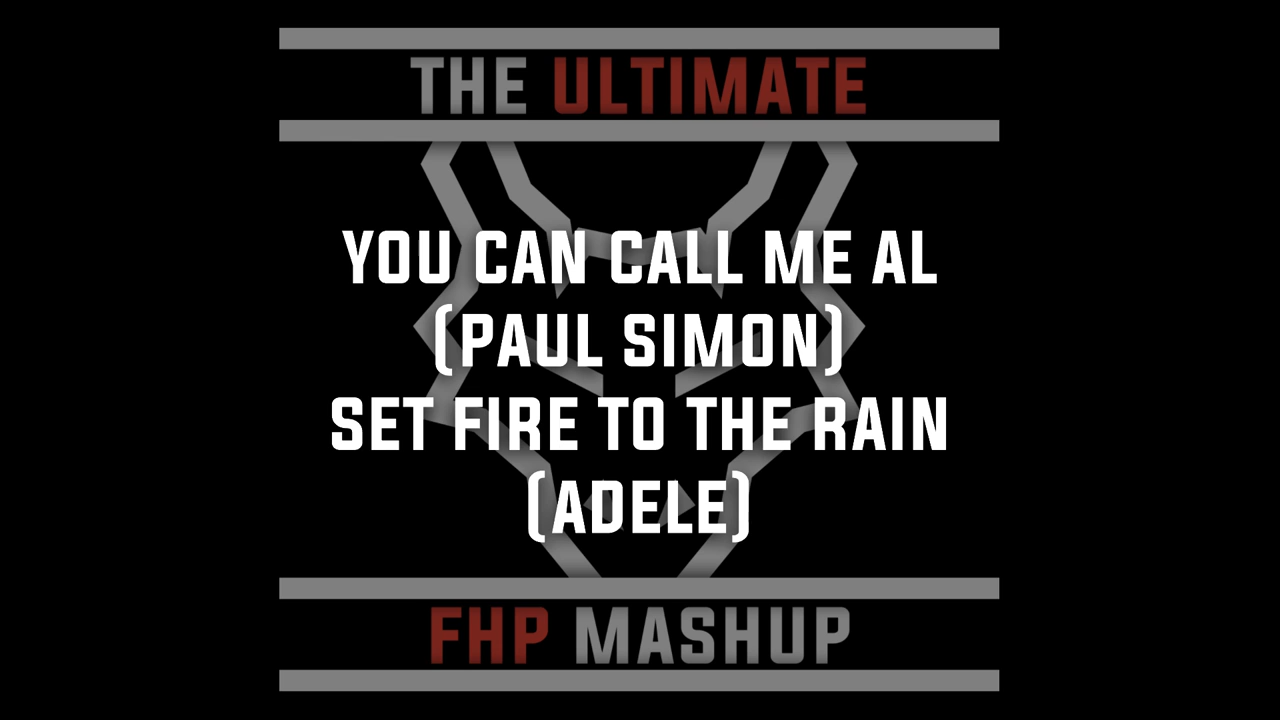 THE ULTIMATE
YOU CAN CALL ME AL
(PAUL SIMON)
SET FIRE TO THE RAIN
(ADELE)
FHP MASHUP